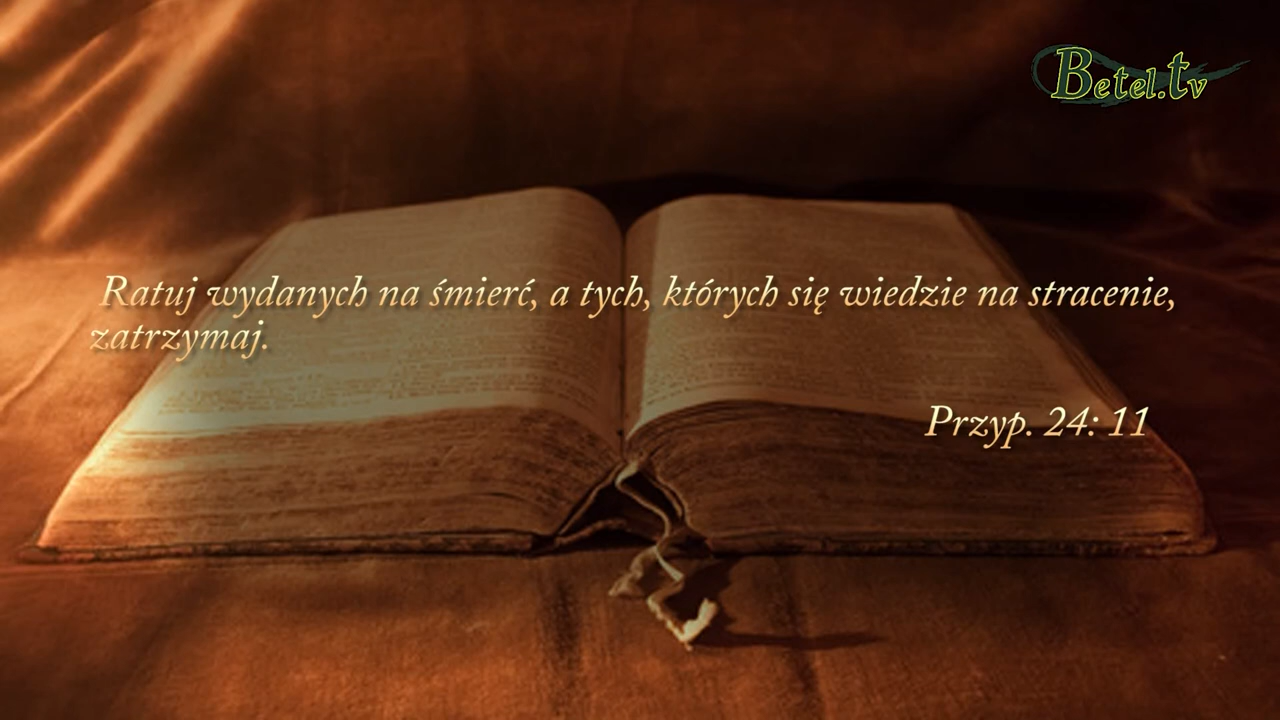 Betel.tv
Ratuj wydanych na śmierć, a tych, których się wiedzie na stracenie,
zatrzymaj.
Przyp. 24: 11